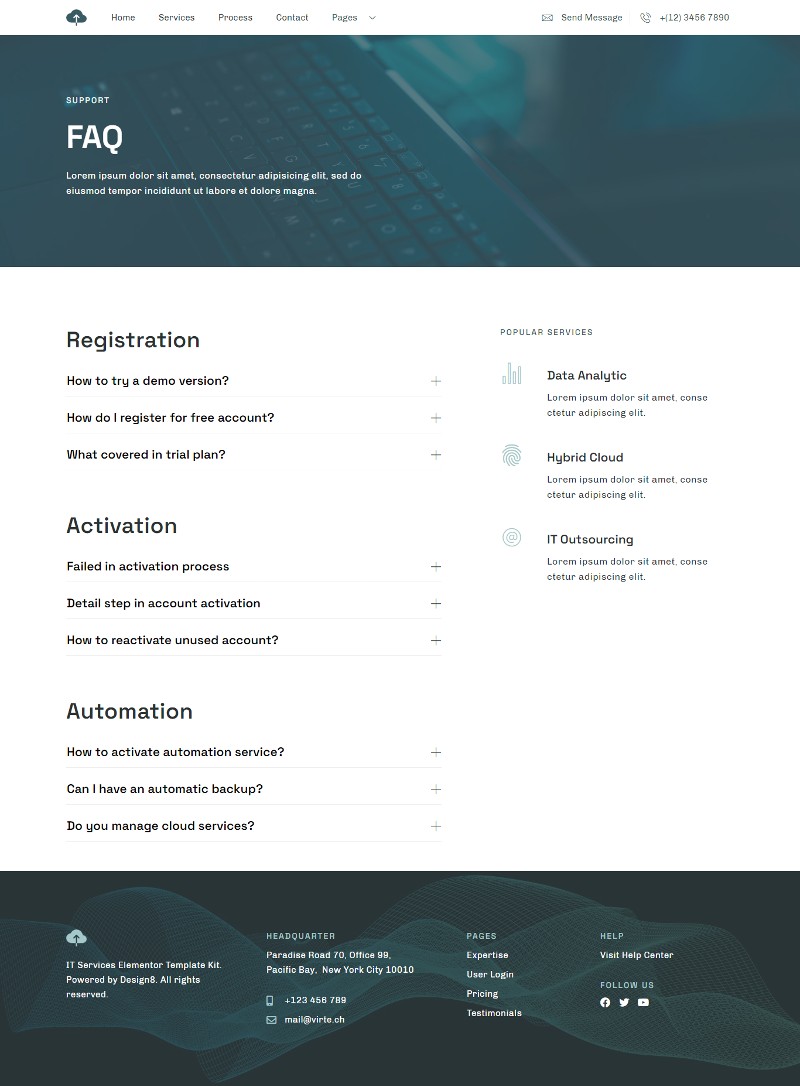 Home Services Process Contact Pages Send Message +(12) 3456 7890
SUPPORT
FAQ
Lorem ipsum dolor sit amet, consectetur adipisicing elit, sed do
eiusmod tempor incididunt ut labore et dolore magna.
Registration
How to try a demo version?
How do I register for free account?
What covered in trial plan?
Activation
Failed in activation process
Detail step in account activation
How to reactivate unused account?
Automation
How to activate automation service?
Can I have an automatic backup?
Do you manage cloud services?
POPULAR SERVICES
Data Analytic
Lorem ipsum dolor sit amet, conse
ctetur adipiscing elit.
Hybrid Cloud
Lorem ipsum dolor sit amet, conse
ctetur adipiscing elit.
IT Outsourcing
Lorem ipsum dolor sit amet, conse
ctetur adipiscing elit.
IT Services Elementor Template Kit.
Powered by Design8. All rights
reserved.
HEADQUARTER
Paradise Road 70, Office 99,
Pacific Bay, New York City 10010
+123 456 789
mail@virte.ch
PAGES
Expertise
User Login
Pricing
Testimonials
HELP
Visit Help Center
FOLLOW US